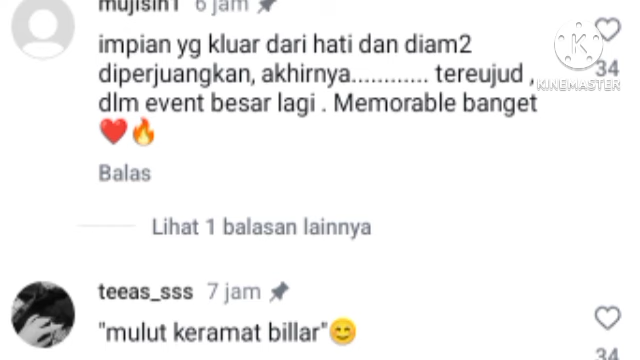 mujisih1 6 jam
impian yg kluar dari hati dan diam2
diperjuangkan, akhirnya............ tereujud ,
34
dlm event besar lagi . Memorable banget
❤️🔥
KINEMASTER
Balas
Lihat 1 balasan lainnya
teeas_sss 7 jam
"mulut keramat billar"😊
34